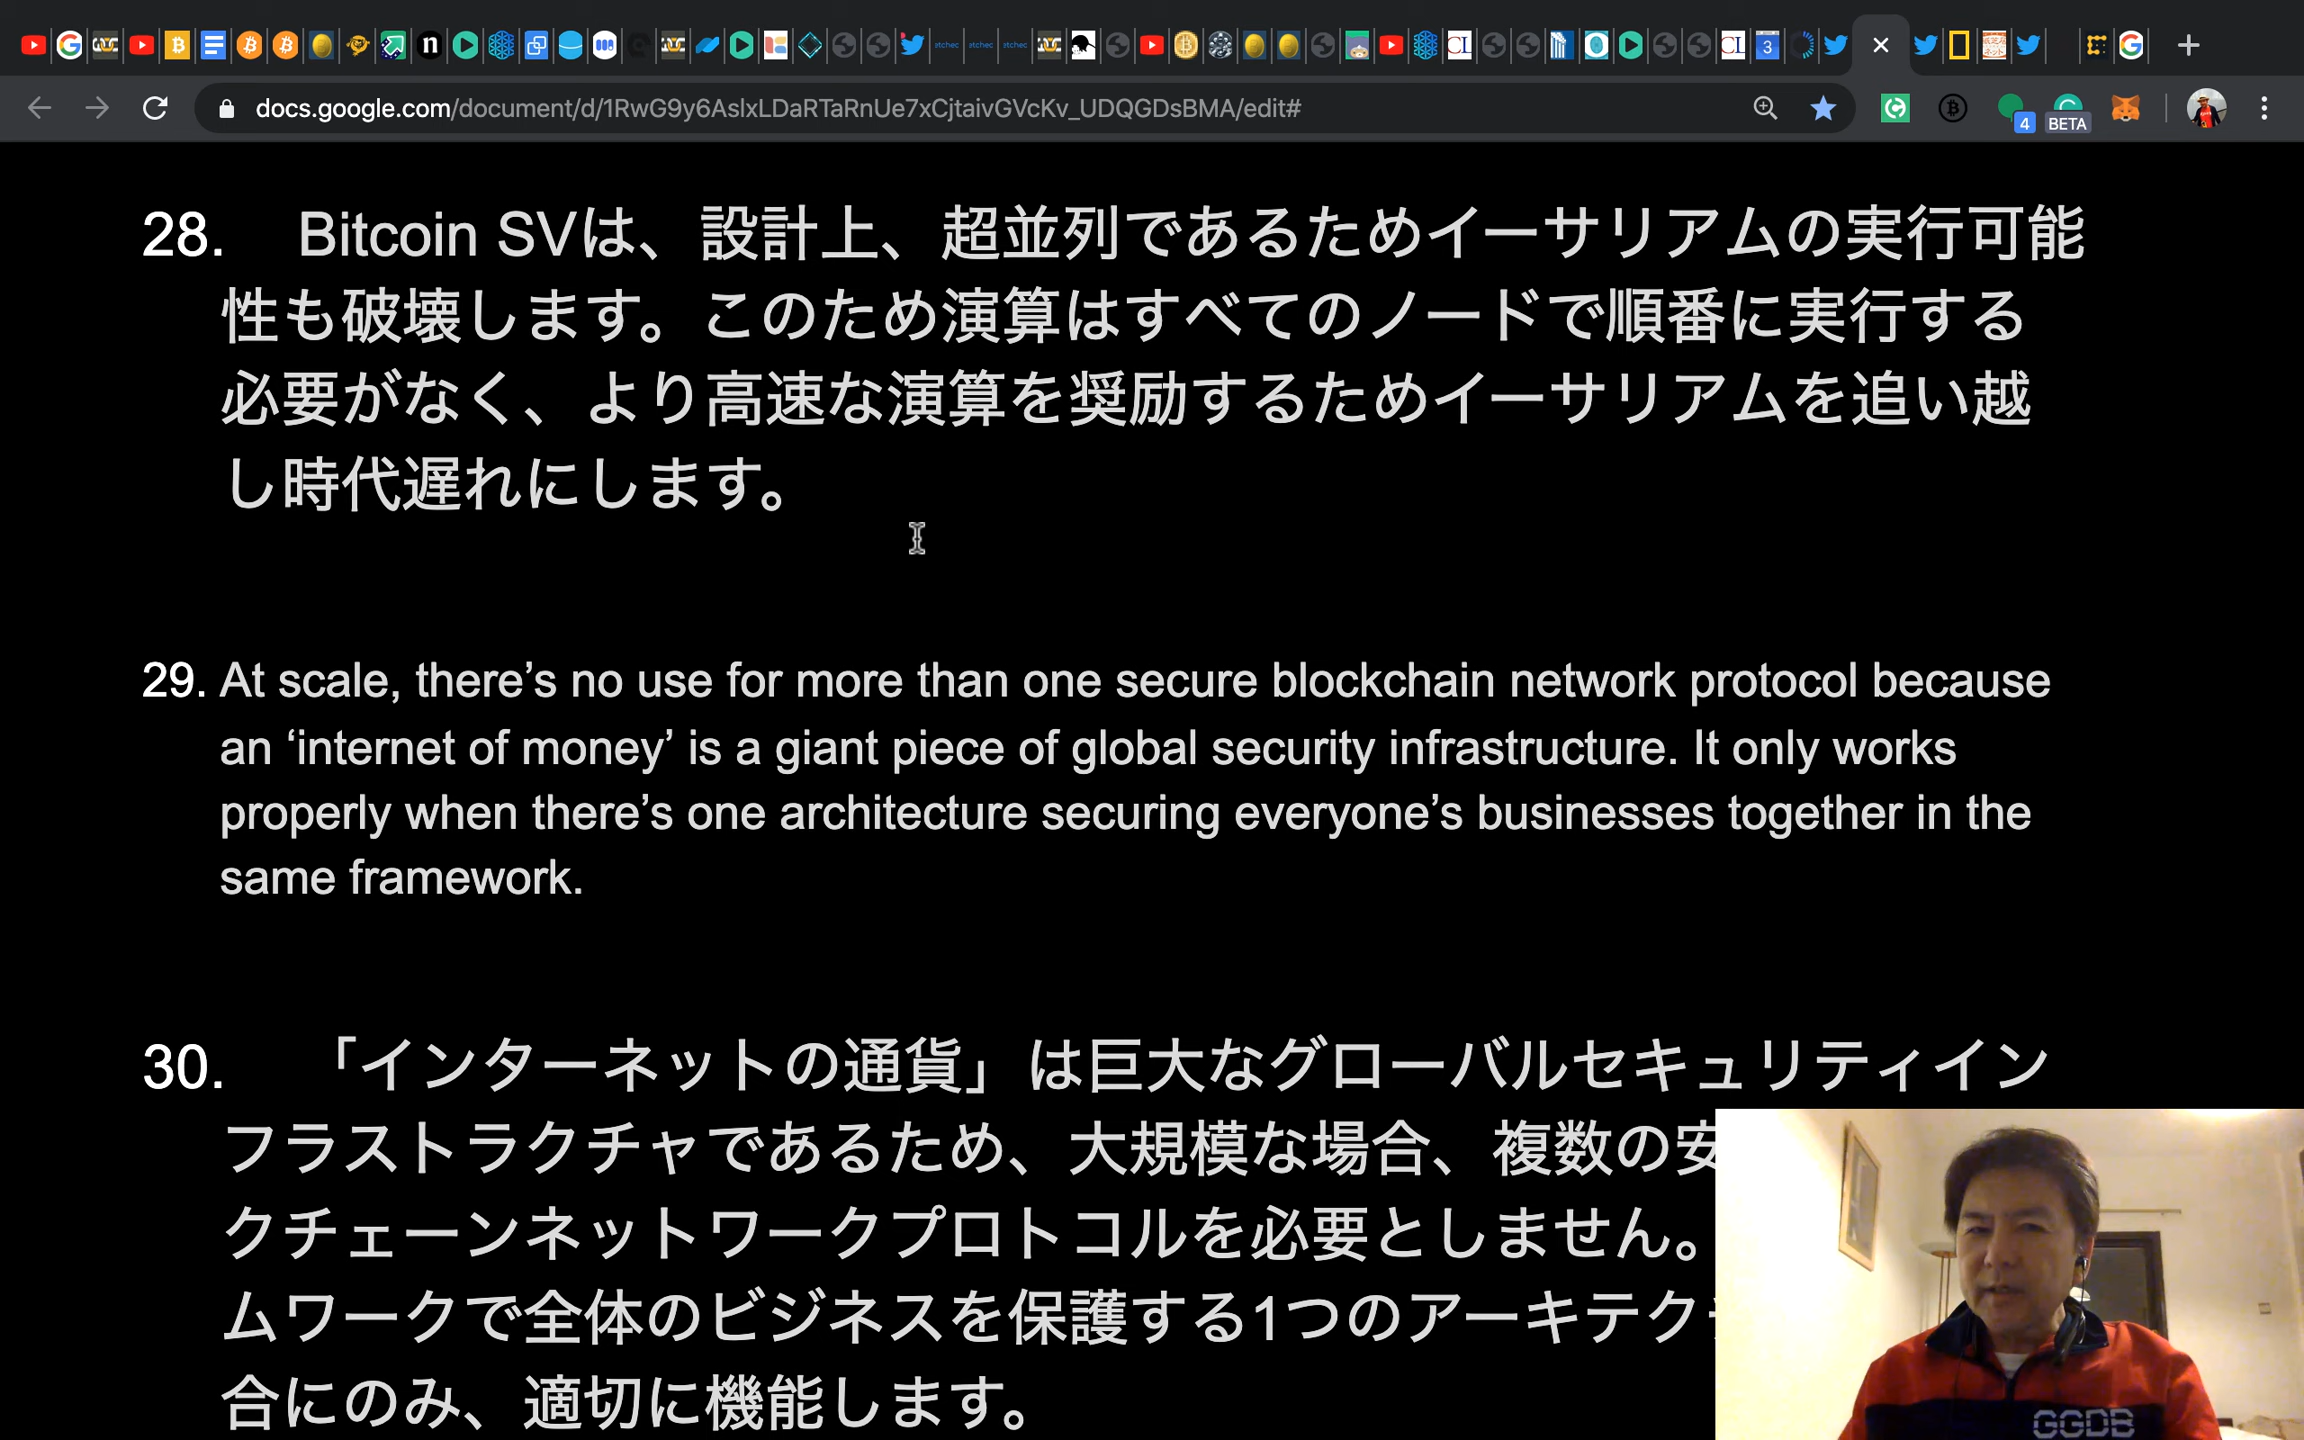 docs.google.com/document/d/1RwG9y6AslxLDaRTaRnUe7xCjtaivGVcKv_UDQGDsBMA/edit#
4
BETA
28. Bitcoin SVは、設計上、超並列であるためイーサリアムの実行可能
性も破壊します。このため演算はすべてのノードで順番に実行する
必要がなく、より高速な演算を奨励するためイーサリアムを追い越
し時代遅れにします。
29. At scale, there’s no use for more than one secure blockchain network protocol because
an ‘internet of money’ is a giant piece of global security infrastructure. It only works
properly when there’s one architecture securing everyone’s businesses together in the
same framework.
30. 「インターネットの通貨」は巨大なグローバルセキュリティイン
フラストラクチャであるため、大規模な場合、複数の安
クチェーンネットワークプロトコルを必要としません。
ムワークで全体のビジネスを保護する1つのアーキテク
合にのみ、適切に機能します。
GGDB